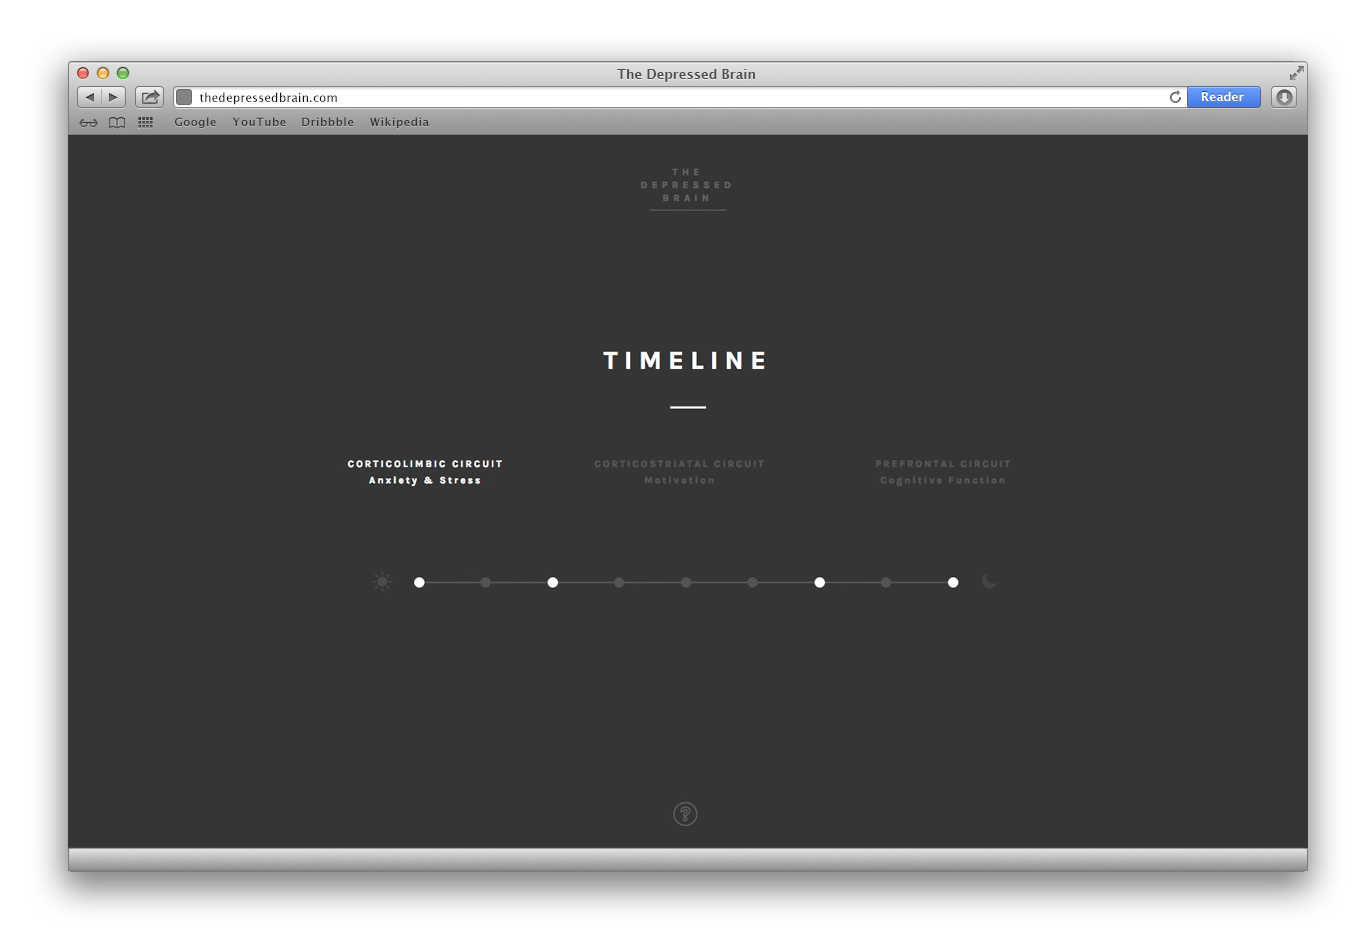 The Depressed Brain
thedepressedbrain.com
Reader
Google YouTube Dribbble Wikipedia
THE
DEPRESSED
BRAIN
TIMELINE
CORTICOLIMBIC CIRCUIT
Anxiety & Stress
CORTICOSTRIATAL CIRCUIT
Motivation
PREFRONTAL CIRCUIT
Cognitive Function
?